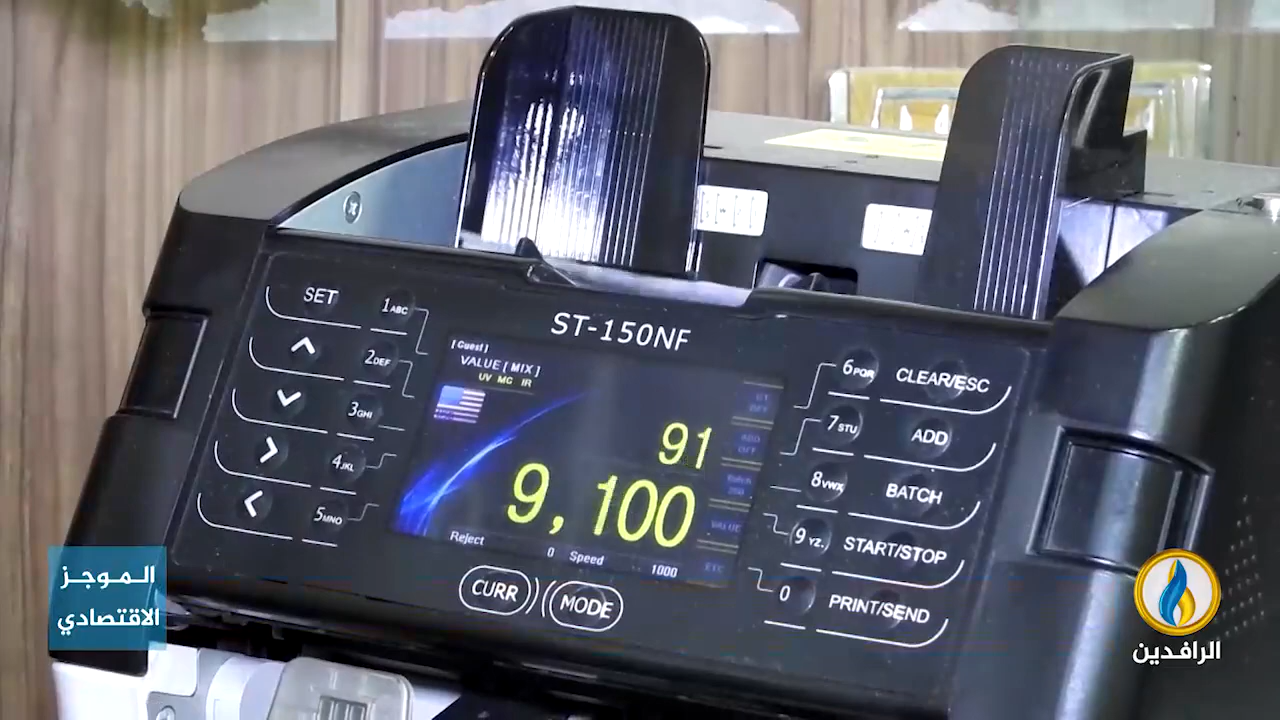 ST-150NF
SET
1ABC
2DEF
3GHI
4JKL
5MNO
[ Guest ]
VALUE [ MIX ]
UV MG IR
91
9,100
Reject 0 Speed 1000
VALUE
CURR
MODE
6PQR
CLEAR/ESC
7STU
ADD
8VWX
BATCH
9YZ.
START/STOP
0
PRINT/SEND
الموجز
الاقتصادي
الرافدين